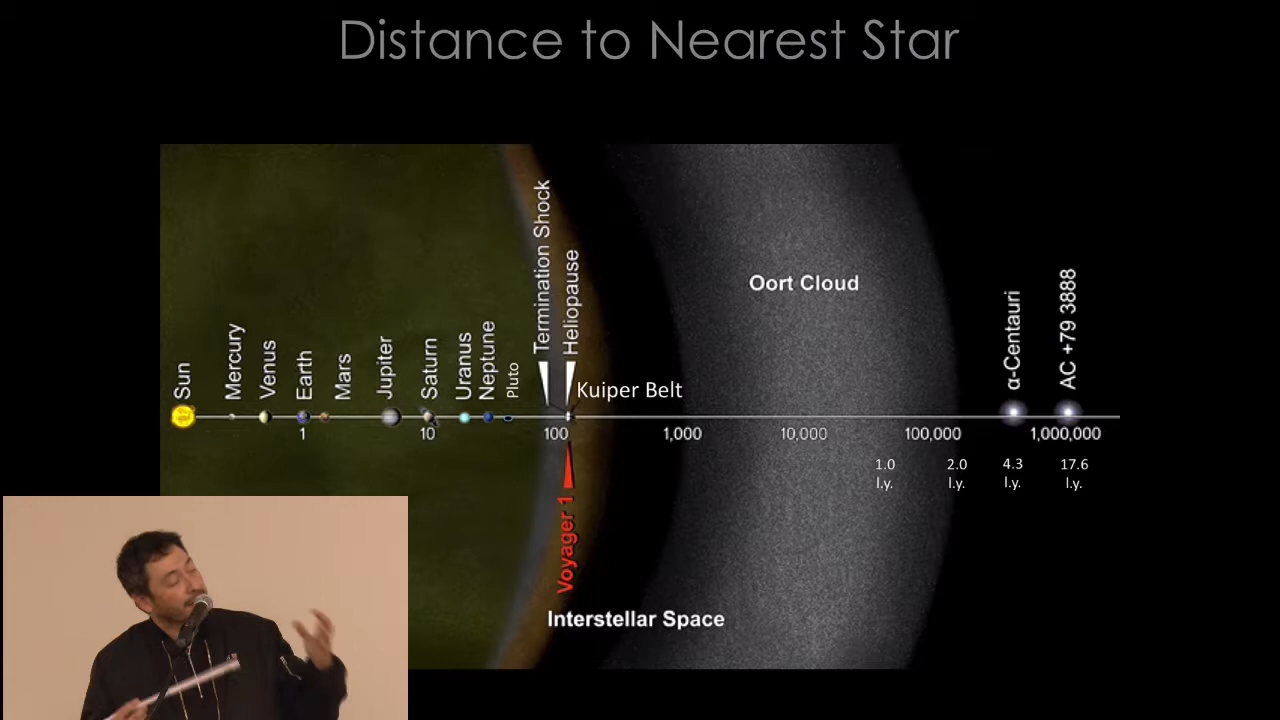 Distance to Nearest Star
Sun
Mercury
Venus
Earth
Mars
Jupiter
Saturn
Uranus
Neptune
Pluto
Termination Shock
Heliopause
Kuiper Belt
Oort Cloud
α-Centauri
AC +79 3888
1
10
100
1,000
10,000
100,000
1,000,000
1.0
l.y.
2.0
l.y.
4.3
l.y.
17.6
l.y.
Voyager 1
Interstellar Space